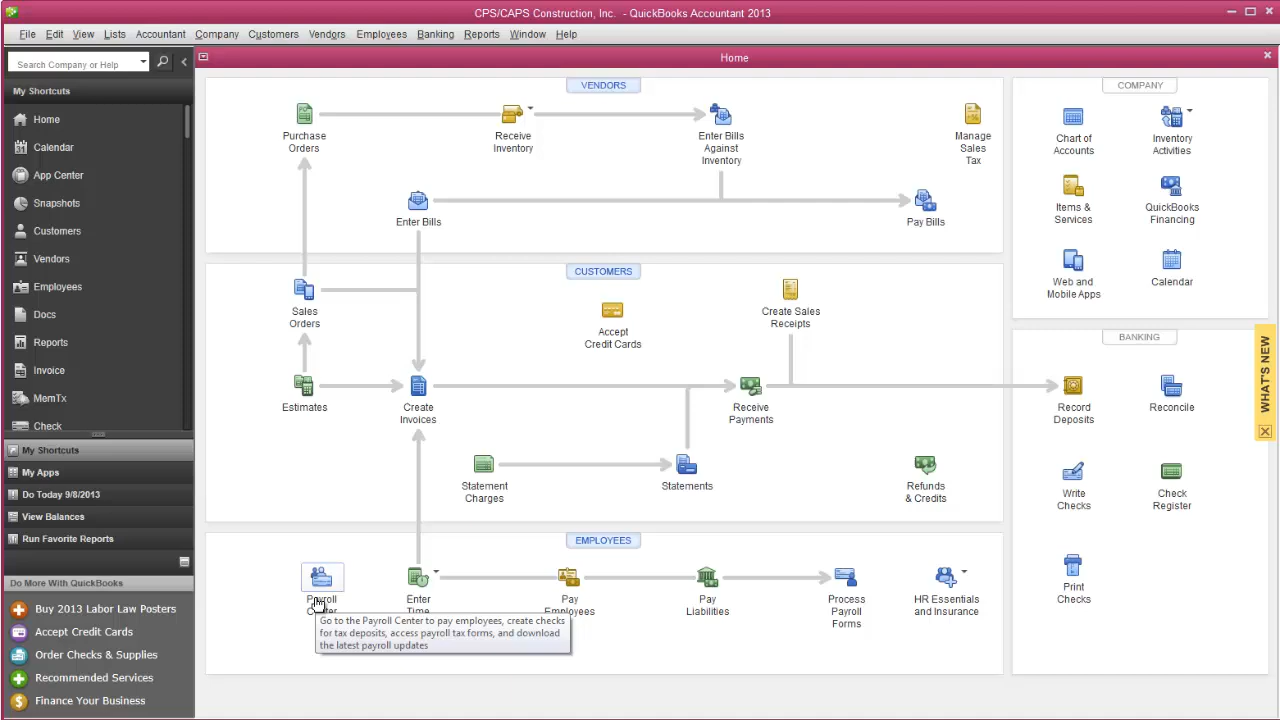 CPS/CAPS Construction, Inc. - QuickBooks Accountant 2013
File Edit View Lists Accountant Company Customers Vendors Employees Banking Reports Window Help
Search Company or Help
Home
My Shortcuts
Home
Calendar
App Center
Snapshots
Customers
Vendors
Employees
Docs
Reports
Invoice
MemTx
Check
My Shortcuts
My Apps
Do Today 9/8/2013
View Balances
Run Favorite Reports
Do More With QuickBooks
Buy 2013 Labor Law Posters
Accept Credit Cards
Order Checks & Supplies
Recommended Services
Finance Your Business
VENDORS
Purchase
Orders
Receive
Inventory
Enter Bills
Against
Inventory
Manage
Sales
Tax
Enter Bills
Pay Bills
CUSTOMERS
Sales
Orders
Accept
Credit Cards
Create Sales
Receipts
Estimates
Create
Invoices
Receive
Payments
Statement
Charges
Statements
Refunds
& Credits
EMPLOYEES
Payroll
Center
Enter
Time
Pay
Employees
Pay
Liabilities
Process
Payroll
Forms
HR Essentials
and Insurance
Go to the Payroll Center to pay employees, create checks
for tax deposits, access payroll tax forms, and download
the latest payroll updates
COMPANY
Chart of
Accounts
Inventory
Activities
Items &
Services
QuickBooks
Financing
Web and
Mobile Apps
Calendar
BANKING
Record
Deposits
Reconcile
Write
Checks
Check
Register
Print
Checks
WHAT'S NEW